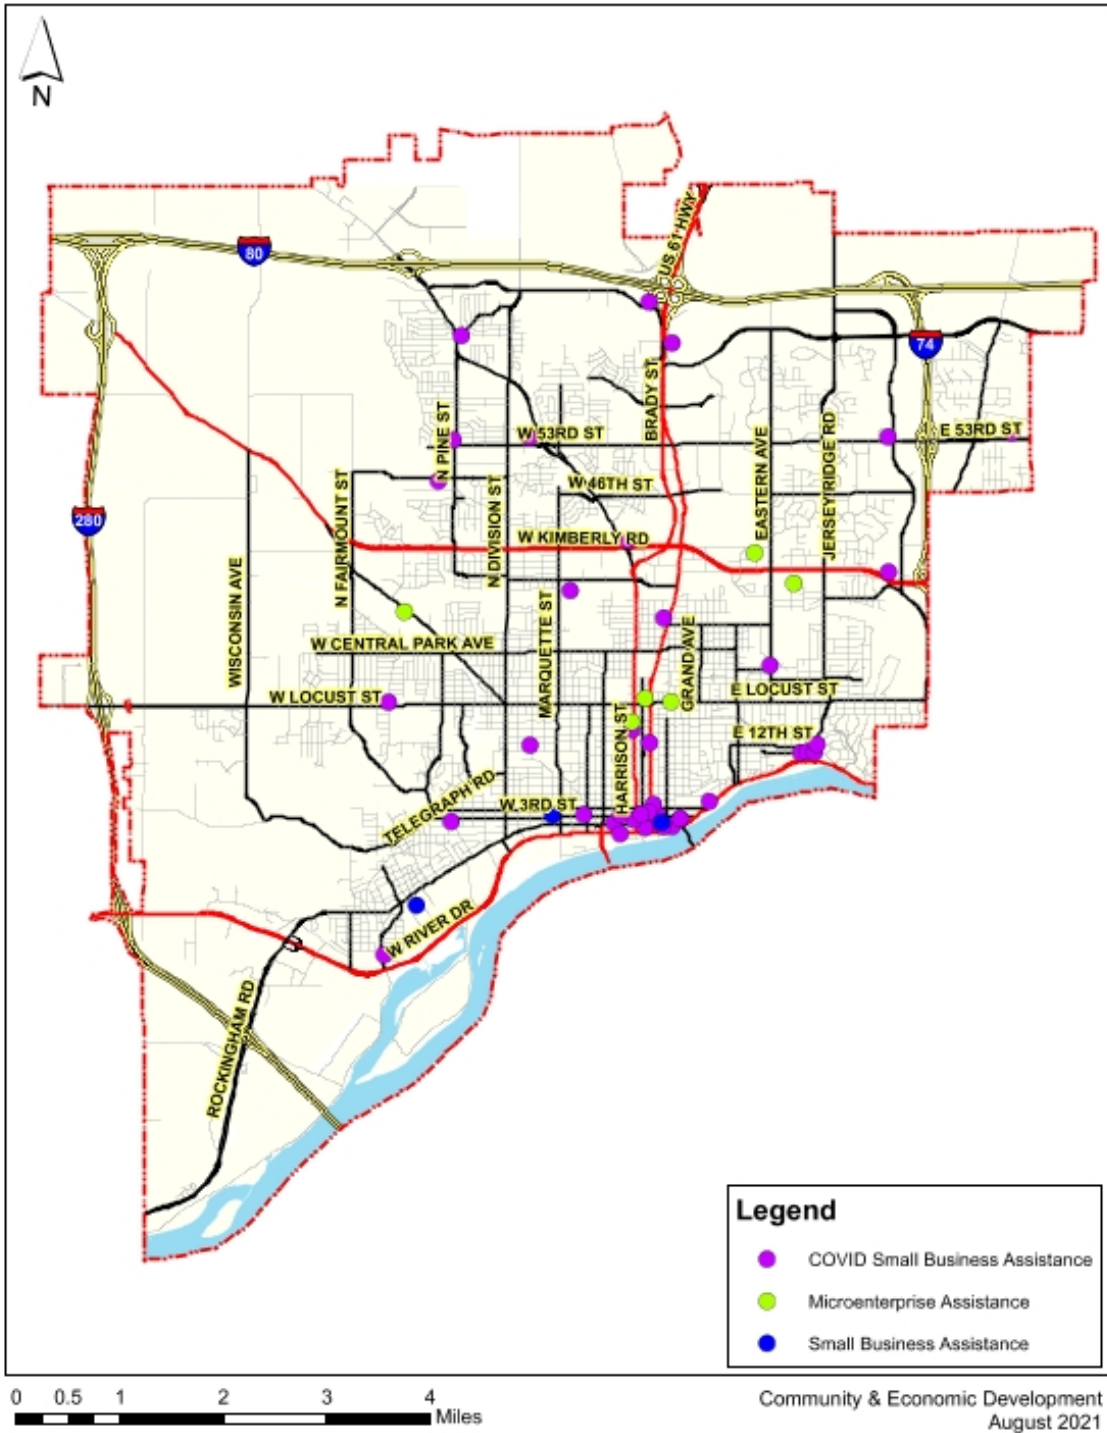 N
80
US 61 HWY
74
BRADY ST
N PINE ST
W 53RD ST
E 53RD ST
EASTERN AVE
JERSEY RIDGE RD
W 46TH ST
N FAIRMOUNT ST
N DIVISION ST
280
W KIMBERLY RD
WISCONSIN AVE
MARQUETTE ST
GRAND AVE
W CENTRAL PARK AVE
W LOCUST ST
E LOCUST ST
HARRISON ST
E 12TH ST
TELEGRAPH RD
W 3RD ST
W RIVER DR
ROCKINGHAM RD
Legend
COVID Small Business Assistance
Microenterprise Assistance
Small Business Assistance
0 0.5 1 2 3 4
Miles
Community & Economic Development
August 2021